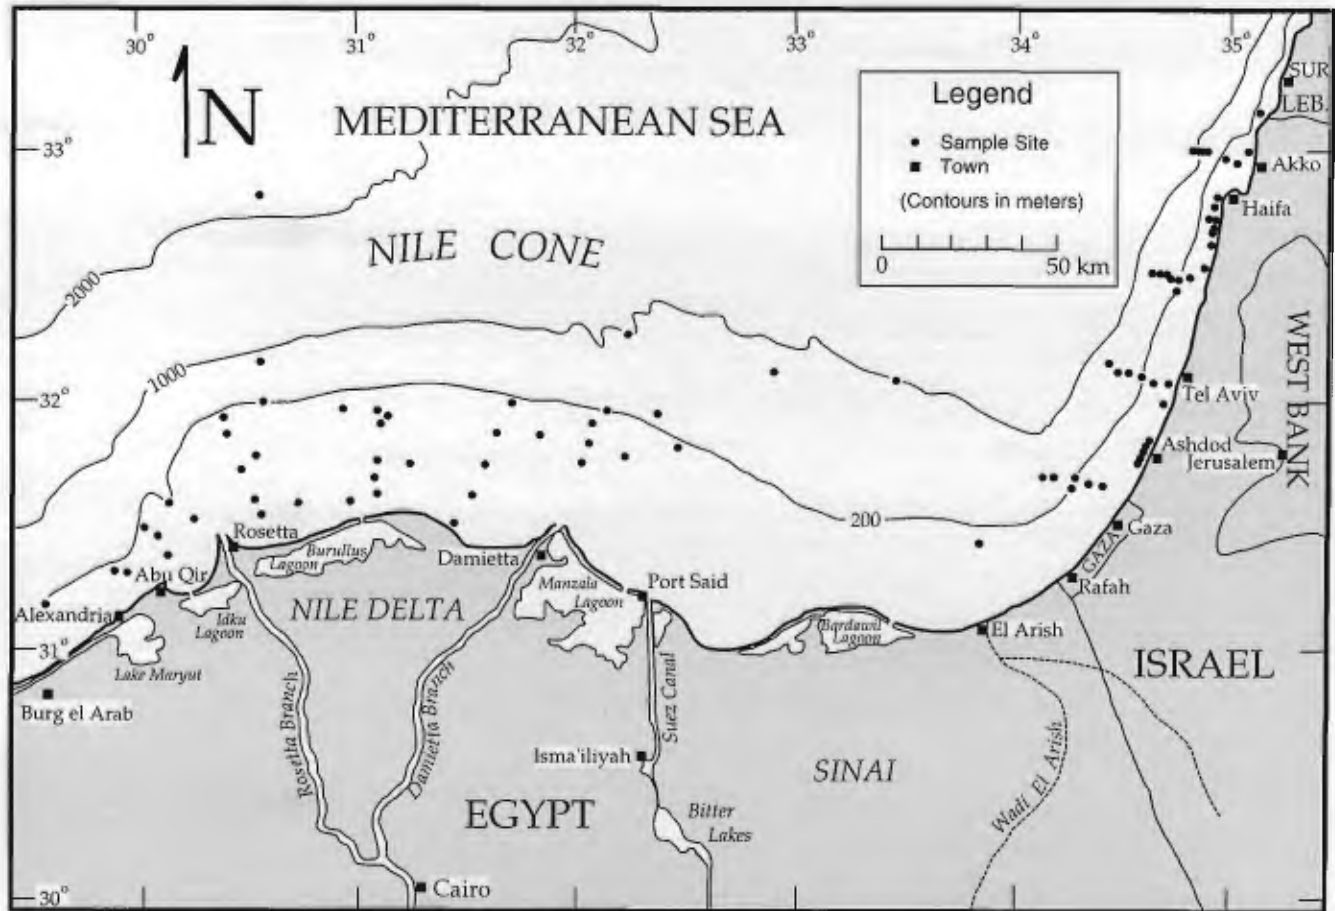 30° 31° 32° 33° 34° 35°
SUR
LEB.
N
MEDITERRANEAN SEA
Legend
Sample Site
Town
(Contours in meters)
0 50 km
33°
Akko
Haifa
NILE CONE
2000
WEST BANK
1000
32°
Tel Aviv
Ashdod
Jerusalem
200
Gaza
GAZA
Rafah
Rosetta
Burullus
Lagoon
Damietta
Abu Qir
Manzala
Lagoon
Port Said
Alexandria
Idku
Lagoon
NILE DELTA
Bardawil
Lagoon
El Arish
31°
Lake Maryut
ISRAEL
Burg el Arab
Rosetta Branch
Damietta Branch
Suez Canal
Isma'iliyah
SINAI
Wadi El Arish
EGYPT
Bitter
Lakes
30°
Cairo